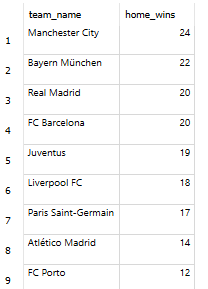 team_name home_wins
1 Manchester City 24
2 Bayern München 22
3 Real Madrid 20
4 FC Barcelona 20
5 Juventus 19
6 Liverpool FC 18
7 Paris Saint-Germain 17
8 Atlético Madrid 14
9 FC Porto 12